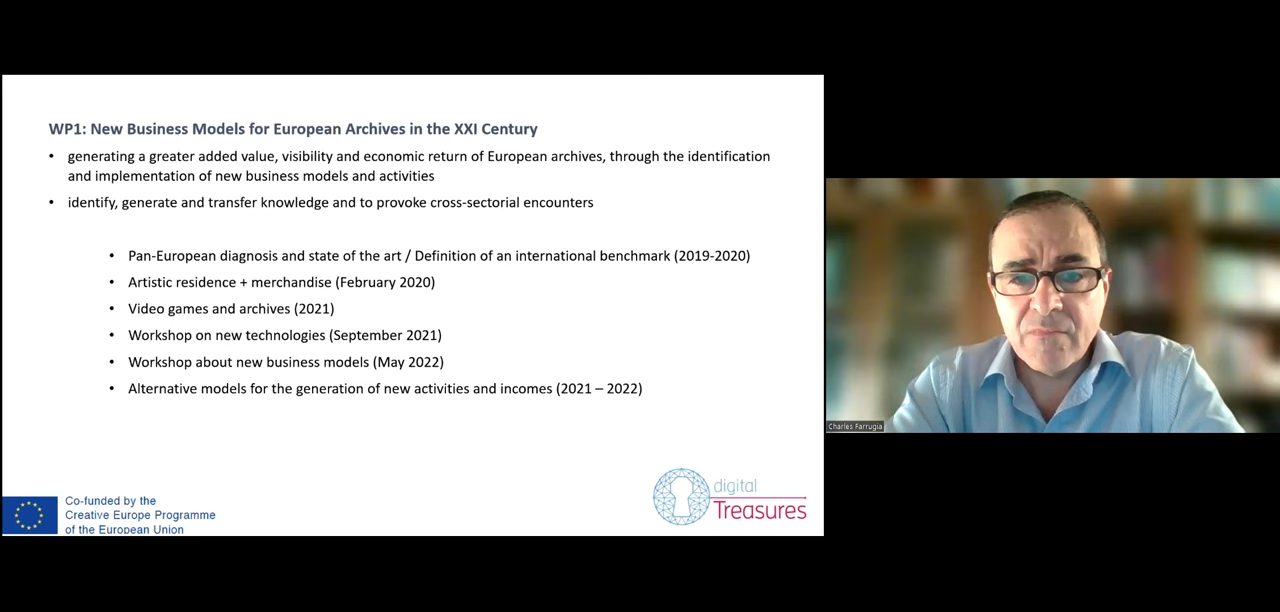 WP1: New Business Models for European Archives in the XXI Century
• generating a greater added value, visibility and economic return of European archives, through the identification
and implementation of new business models and activities
• identify, generate and transfer knowledge and to provoke cross-sectorial encounters
• Pan-European diagnosis and state of the art / Definition of an international benchmark (2019-2020)
• Artistic residence + merchandise (February 2020)
• Video games and archives (2021)
• Workshop on new technologies (September 2021)
• Workshop about new business models (May 2022)
• Alternative models for the generation of new activities and incomes (2021 – 2022)
Co-funded by the
Creative Europe Programme
of the European Union
digital
Treasures
Charles Farrugia